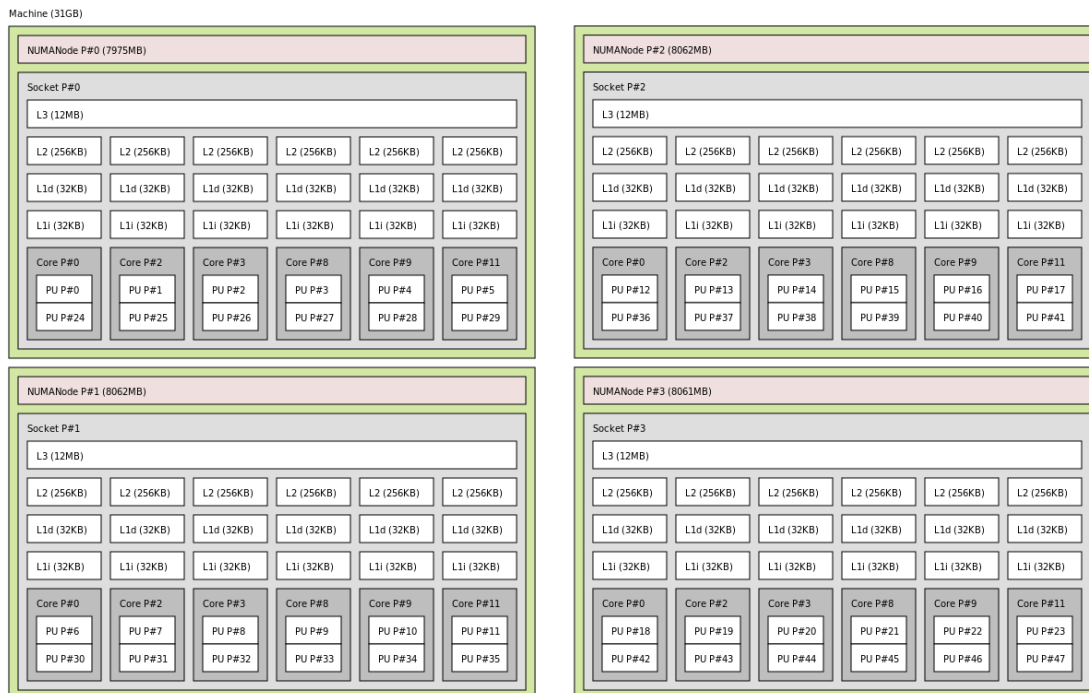 Machine (31GB)
NUMANode P#0 (7975MB)
Socket P#0
L3 (12MB)
L2 (256KB) L2 (256KB) L2 (256KB) L2 (256KB) L2 (256KB) L2 (256KB)
L1d (32KB) L1d (32KB) L1d (32KB) L1d (32KB) L1d (32KB) L1d (32KB)
L1i (32KB) L1i (32KB) L1i (32KB) L1i (32KB) L1i (32KB) L1i (32KB)
Core P#0 Core P#2 Core P#3 Core P#8 Core P#9 Core P#11
PU P#0 PU P#1 PU P#2 PU P#3 PU P#4 PU P#5
PU P#24 PU P#25 PU P#26 PU P#27 PU P#28 PU P#29
NUMANode P#2 (8062MB)
Socket P#2
L3 (12MB)
L2 (256KB) L2 (256KB) L2 (256KB) L2 (256KB) L2 (256KB) L2 (256KB)
L1d (32KB) L1d (32KB) L1d (32KB) L1d (32KB) L1d (32KB) L1d (32KB)
L1i (32KB) L1i (32KB) L1i (32KB) L1i (32KB) L1i (32KB) L1i (32KB)
Core P#0 Core P#2 Core P#3 Core P#8 Core P#9 Core P#11
PU P#12 PU P#13 PU P#14 PU P#15 PU P#16 PU P#17
PU P#36 PU P#37 PU P#38 PU P#39 PU P#40 PU P#41
NUMANode P#1 (8062MB)
Socket P#1
L3 (12MB)
L2 (256KB) L2 (256KB) L2 (256KB) L2 (256KB) L2 (256KB) L2 (256KB)
L1d (32KB) L1d (32KB) L1d (32KB) L1d (32KB) L1d (32KB) L1d (32KB)
L1i (32KB) L1i (32KB) L1i (32KB) L1i (32KB) L1i (32KB) L1i (32KB)
Core P#0 Core P#2 Core P#3 Core P#8 Core P#9 Core P#11
PU P#6 PU P#7 PU P#8 PU P#9 PU P#10 PU P#11
PU P#30 PU P#31 PU P#32 PU P#33 PU P#34 PU P#35
NUMANode P#3 (8061MB)
Socket P#3
L3 (12MB)
L2 (256KB) L2 (256KB) L2 (256KB) L2 (256KB) L2 (256KB) L2 (256KB)
L1d (32KB) L1d (32KB) L1d (32KB) L1d (32KB) L1d (32KB) L1d (32KB)
L1i (32KB) L1i (32KB) L1i (32KB) L1i (32KB) L1i (32KB) L1i (32KB)
Core P#0 Core P#2 Core P#3 Core P#8 Core P#9 Core P#11
PU P#18 PU P#19 PU P#20 PU P#21 PU P#22 PU P#23
PU P#42 PU P#43 PU P#44 PU P#45 PU P#46 PU P#47